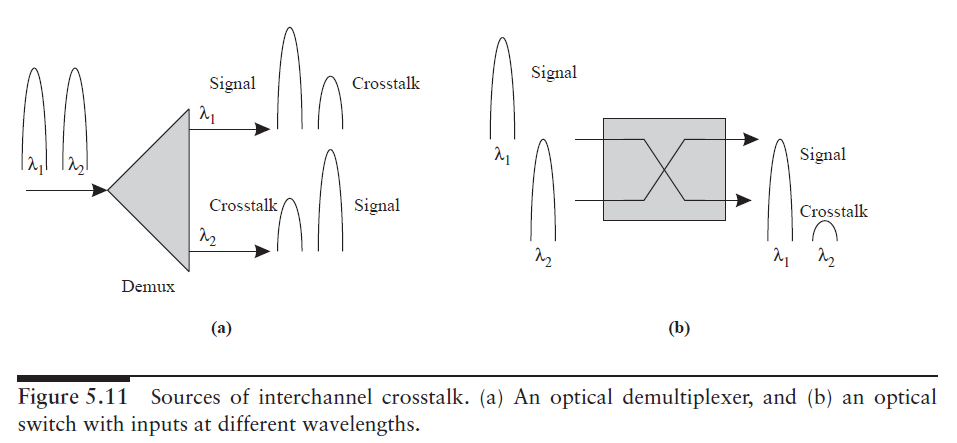 Signal
Crosstalk
λ1
λ1 λ2
Crosstalk
Signal
λ2
Demux
(a)
Signal
λ1
λ2
Signal
Crosstalk
λ1 λ2
(b)
Figure 5.11 Sources of interchannel crosstalk. (a) An optical demultiplexer, and (b) an optical
switch with inputs at different wavelengths.